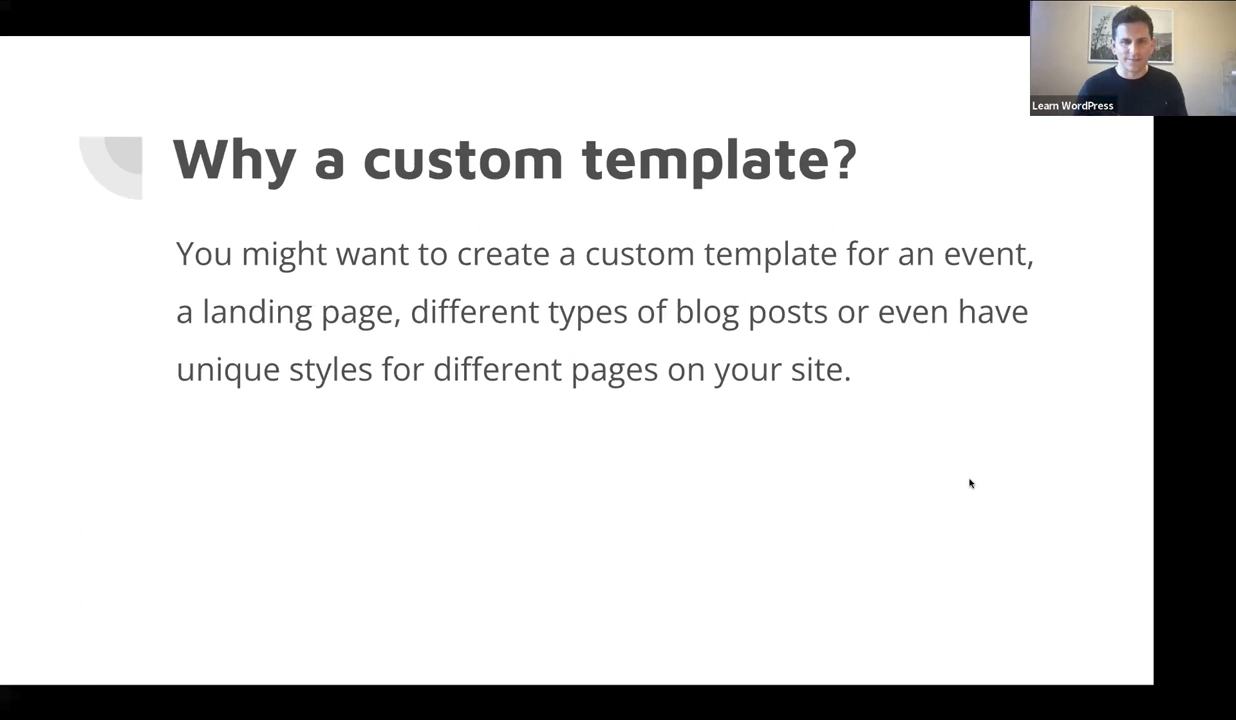 Learn WordPress
Why a custom template?
You might want to create a custom template for an event,
a landing page, different types of blog posts or even have
unique styles for different pages on your site.